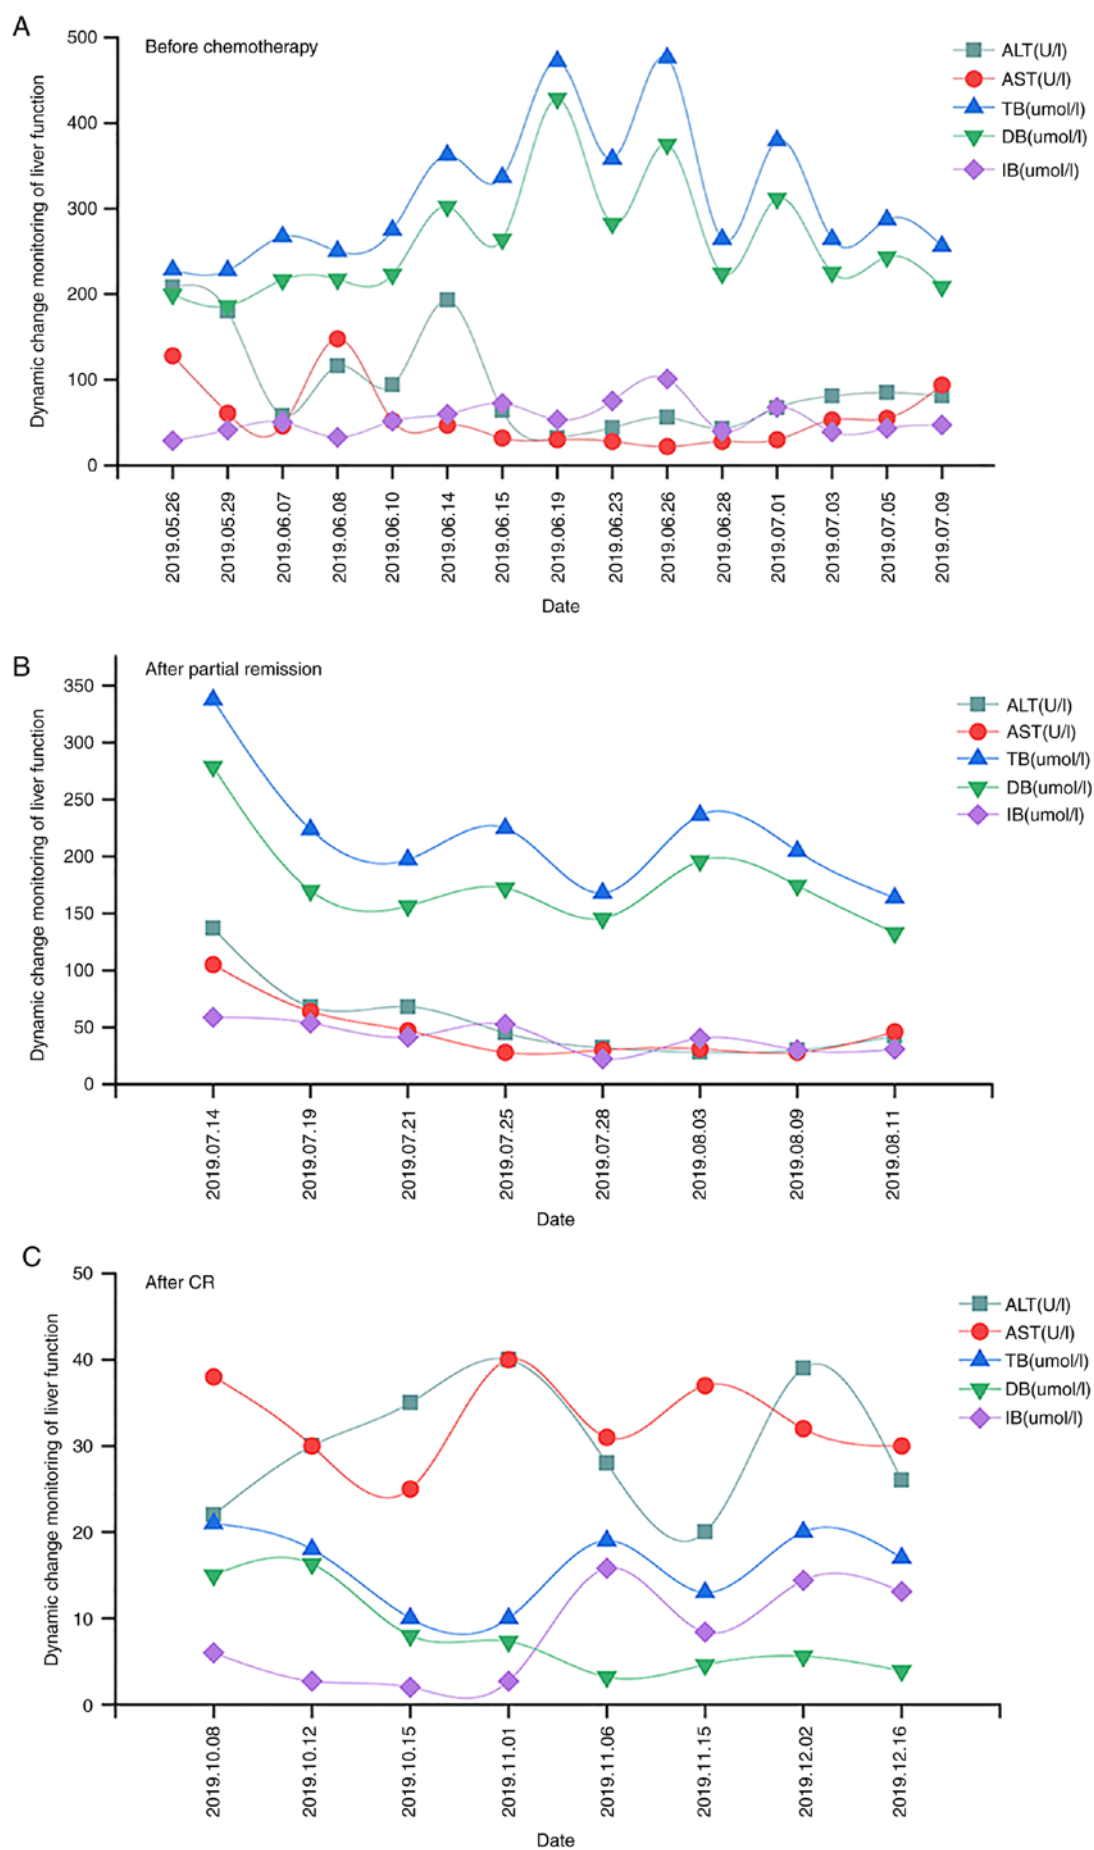 A
Before chemotherapy
Dynamic change monitoring of liver function
500
400
300
200
100
0
ALT(U/l)
AST(U/l)
TB(umol/l)
DB(umol/l)
IB(umol/l)
2019.05.26
2019.05.29
2019.06.07
2019.06.08
2019.06.10
2019.06.14
2019.06.15
2019.06.19
2019.06.23
2019.06.26
2019.06.28
2019.07.01
2019.07.03
2019.07.05
2019.07.09
Date
B
After partial remission
Dynamic change monitoring of liver function
350
300
250
200
150
100
50
0
ALT(U/l)
AST(U/l)
TB(umol/l)
DB(umol/l)
IB(umol/l)
2019.07.14
2019.07.19
2019.07.21
2019.07.25
2019.07.28
2019.08.03
2019.08.09
2019.08.11
Date
C
After CR
Dynamic change monitoring of liver function
50
40
30
20
10
0
ALT(U/l)
AST(U/l)
TB(umol/l)
DB(umol/l)
IB(umol/l)
2019.10.08
2019.10.12
2019.10.15
2019.11.01
2019.11.06
2019.11.15
2019.12.02
2019.12.16
Date